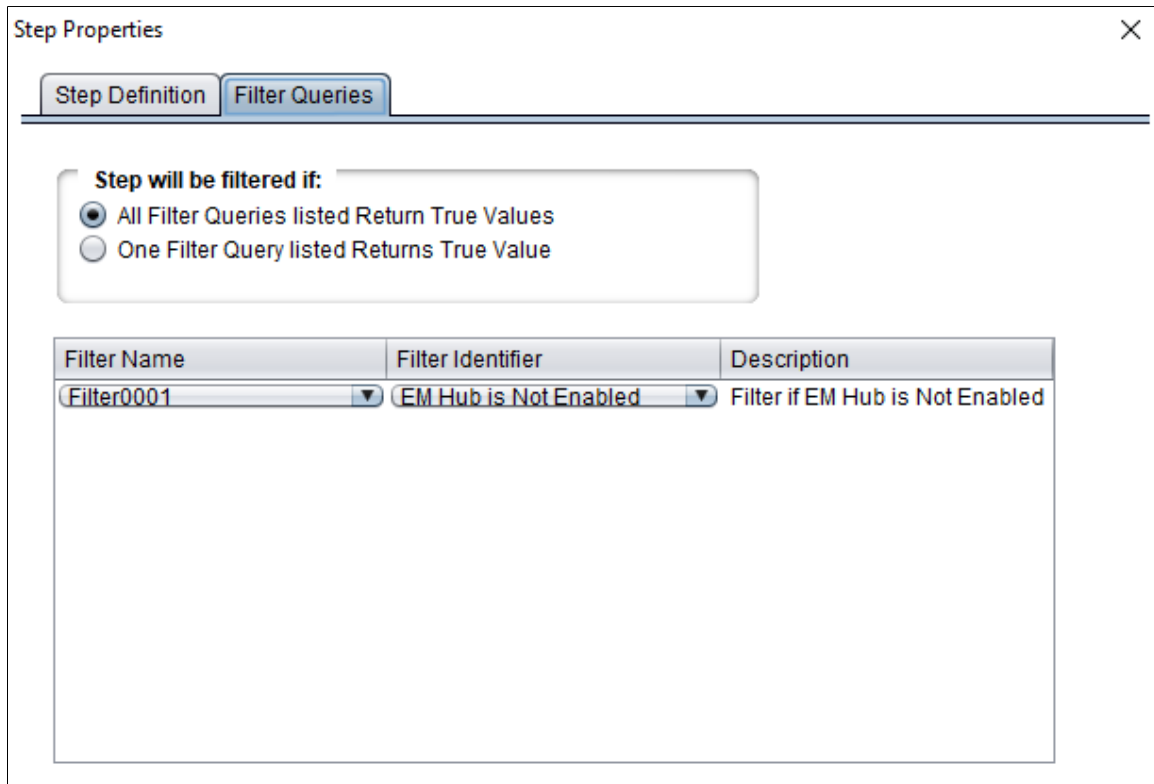 Step Properties
Step Definition Filter Queries
Step will be filtered if:
All Filter Queries listed Return True Values
One Filter Query listed Returns True Value
Filter Name Filter Identifier Description
Filter0001 EM Hub is Not Enabled Filter if EM Hub is Not Enabled